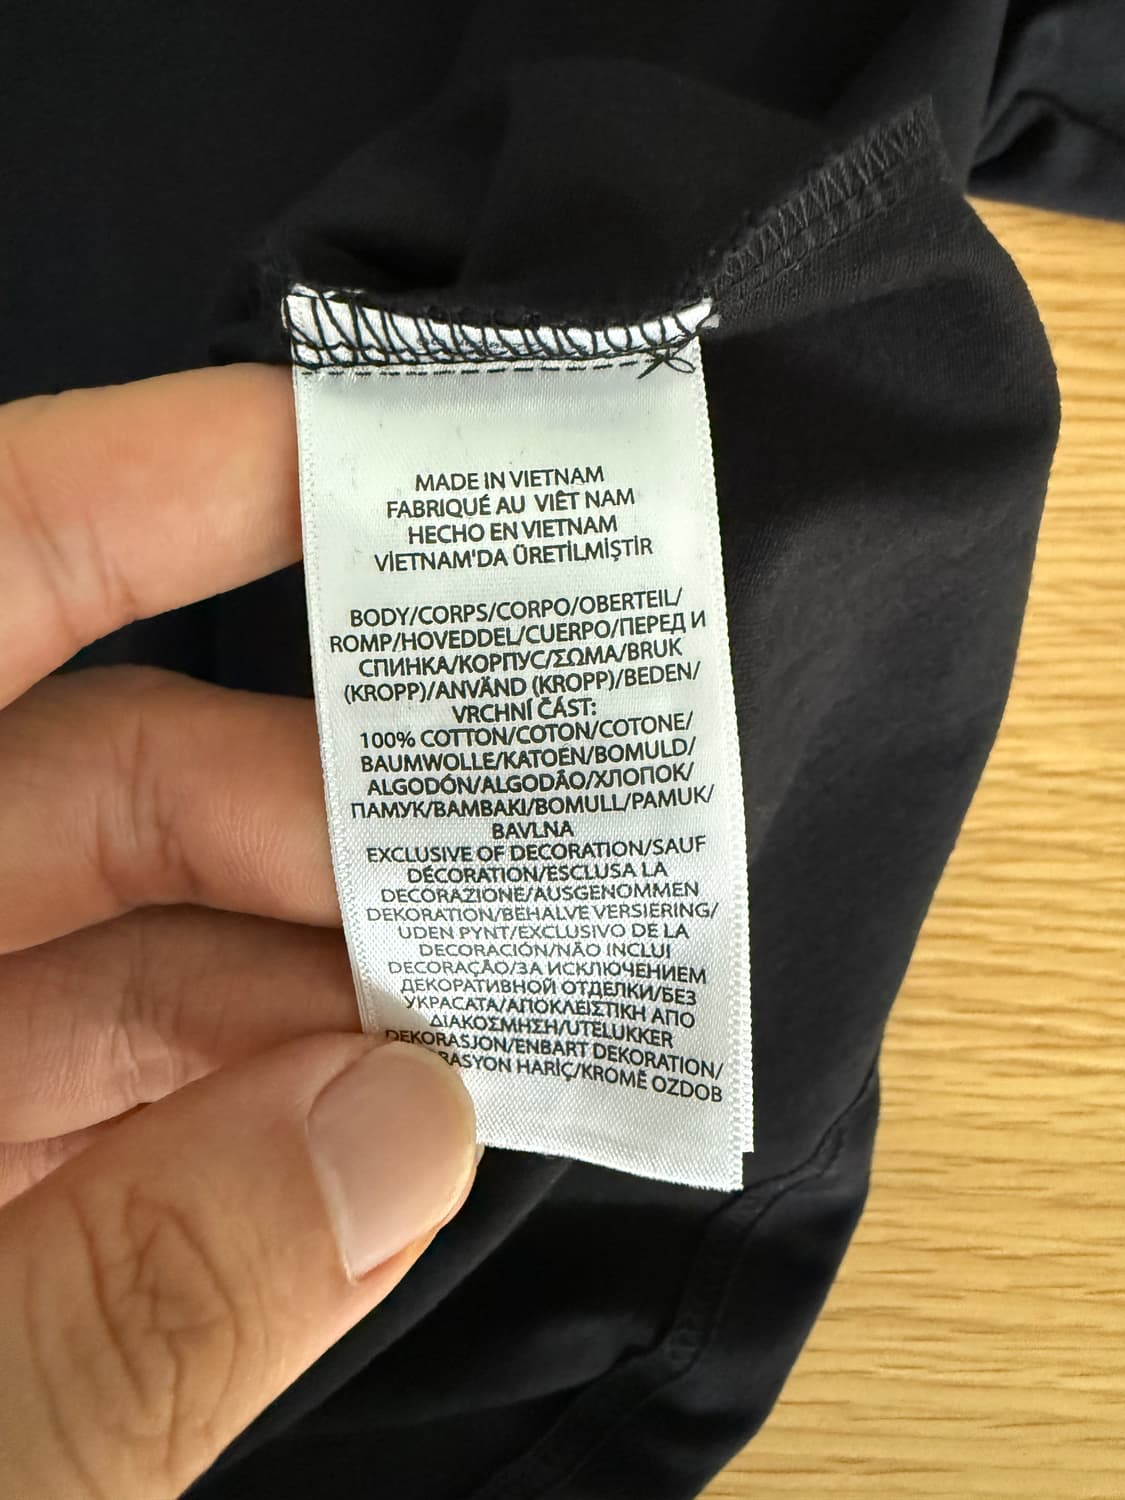 MADE IN VIETNAM
FABRIQUÉ AU VIÊT NAM
HECHO EN VIETNAM
VİETNAM'DA ÜRETİLMİŞTİR
BODY/CORPS/CORPO/OBERTEIL/
ROMP/HOVEDDEL/CUERPO/ПЕРЕД И
СПИНКА/КОРПУС/ΣΩΜΑ/BRUK
(KROPP)/ANVÄND (KROPP)/BEDEN/
VRCHNÍ ČÁST:
100% COTTON/COTON/COTONE/
BAUMWOLLE/KATOEN/BOMULD/
ALGODÓN/ALGODÃO/ХЛОПОК/
ПАМУК/ΒΑΜΒΑΚΙ/BOMULL/PAMUK/
BAVLNA
EXCLUSIVE OF DECORATION/SAUF
DÉCORATION/ESCLUSA LA
DECORAZIONE/AUSGENOMMEN
DEKORATION/BEHALVE VERSIERING/
UDEN PYNT/EXCLUSIVO DE LA
DECORACIÓN/NÃO INCLUI
DECORAÇÃO/ЗА ИСКЛЮЧЕНИЕМ
ДЕКОРАТИВНОЙ ОТДЕЛКИ/БЕЗ
УКРАСАТА/ΑΠΟΚΛΕΙΣΤΙΚΗ ΑΠΟ
ΔΙΑΚΟΣΜΗΣΗ/UTELUKKER
DEKORASJON/ENBART DEKORATION/
HARİÇ/KROMĚ OZDOB